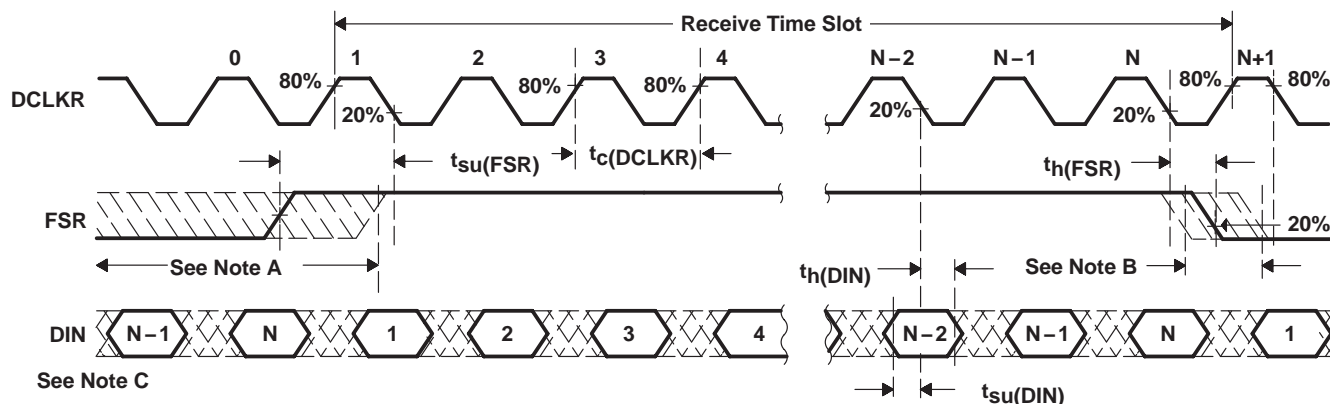 Receive Time Slot
0 1 2 3 4 N–2 N–1 N N+1
DCLKR 80% 20% 80% 80% 20% 20% 80% 80%
tsu(FSR) tc(DCLKR) th(FSR)
FSR 20%
See Note A th(DIN) See Note B
DIN N–1 N 1 2 3 4 N–2 N–1 N 1
See Note C
tsu(DIN)